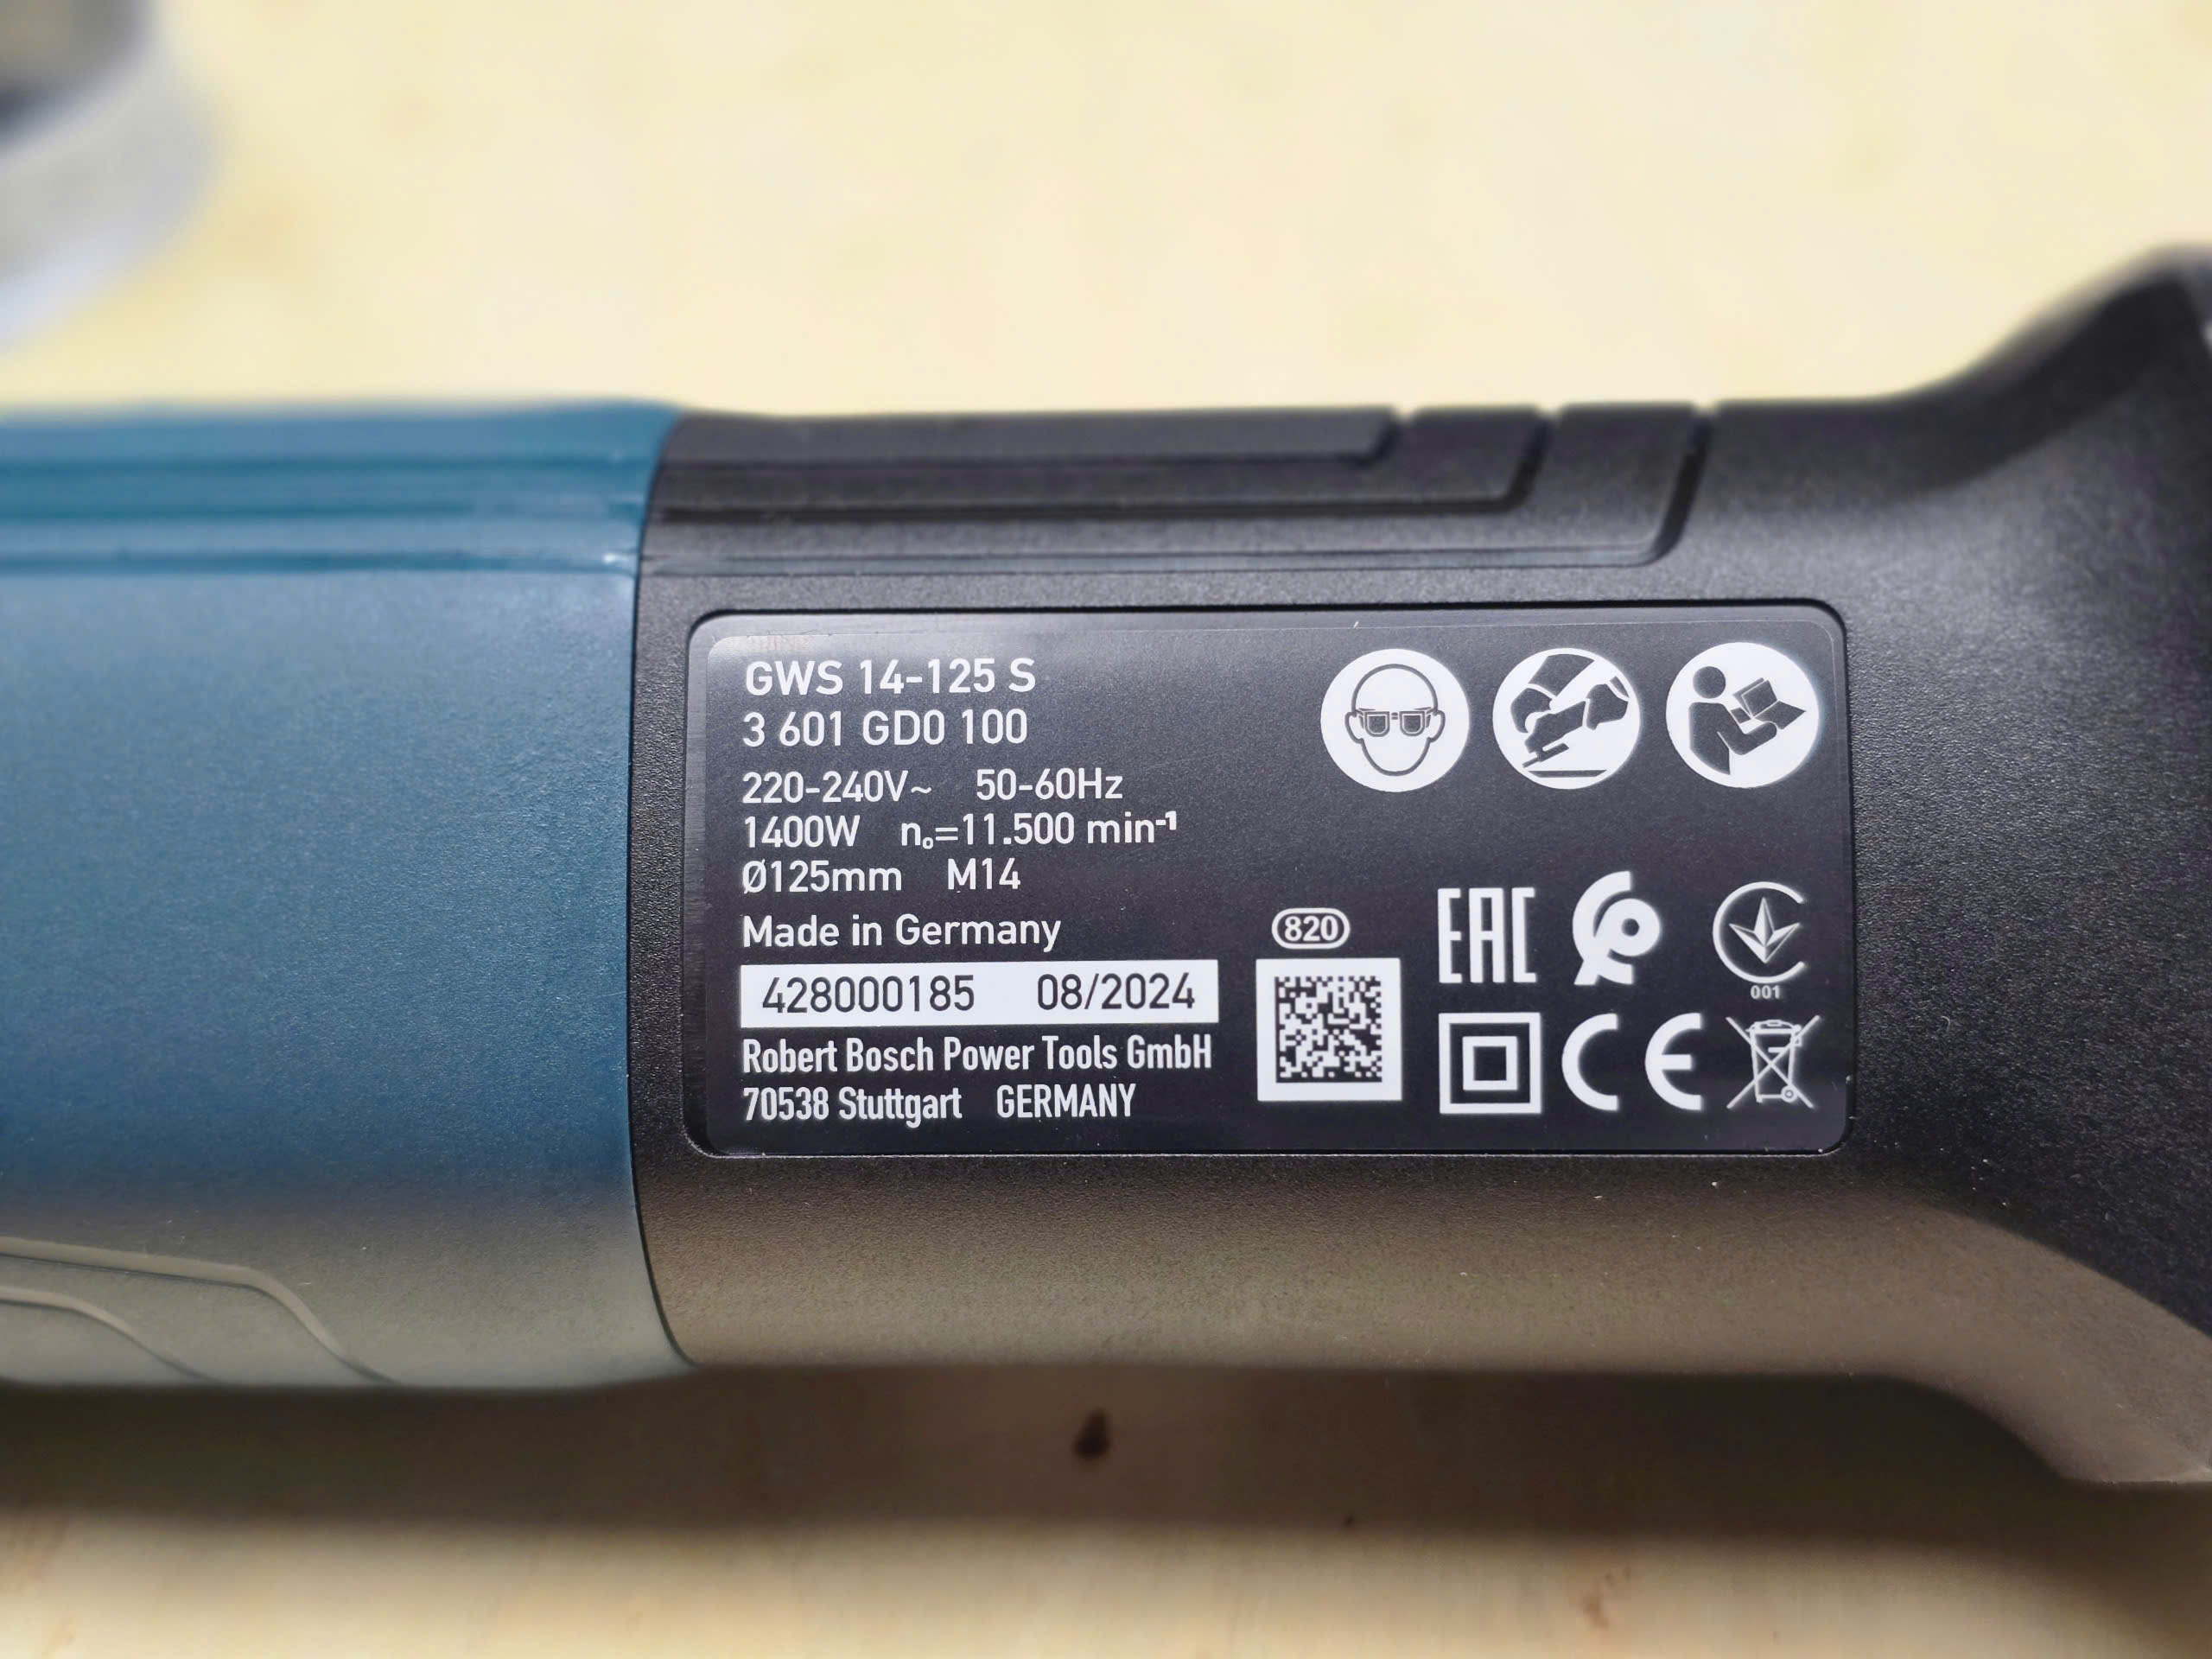 GWS 14-125 S
3 601 GD0 100
220-240V~ 50-60Hz
1400W n₀=11.500 min⁻¹
Ø125mm M14
Made in Germany
428000185 08/2024
Robert Bosch Power Tools GmbH
70538 Stuttgart GERMANY
820
EAC
001
CE